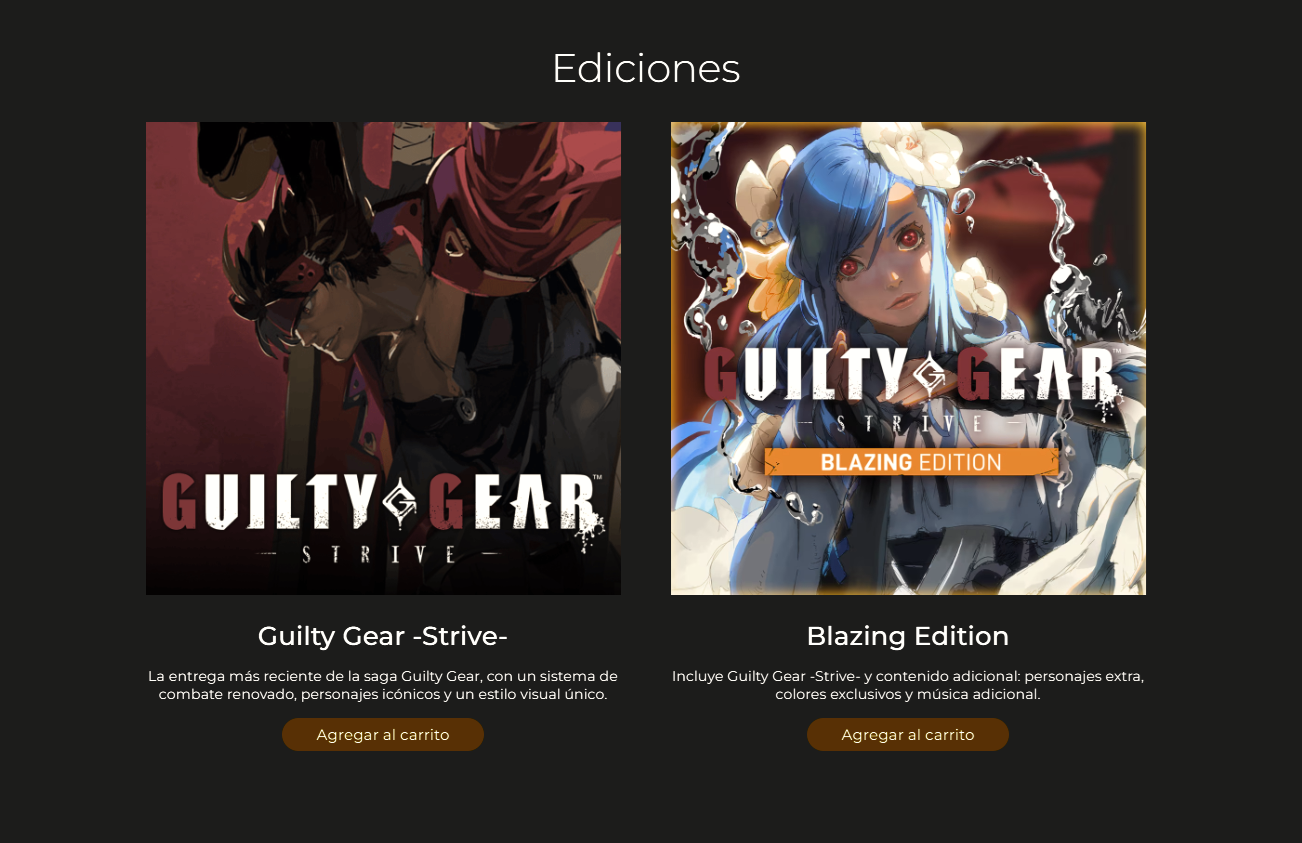 Ediciones
GUILTY GEAR™
STRIVE
GUILTY GEAR™
STRIVE
BLAZING EDITION
Guilty Gear -Strive-
La entrega más reciente de la saga Guilty Gear, con un sistema de
combate renovado, personajes icónicos y un estilo visual único.
Agregar al carrito
Blazing Edition
Incluye Guilty Gear -Strive- y contenido adicional: personajes extra,
colores exclusivos y música adicional.
Agregar al carrito